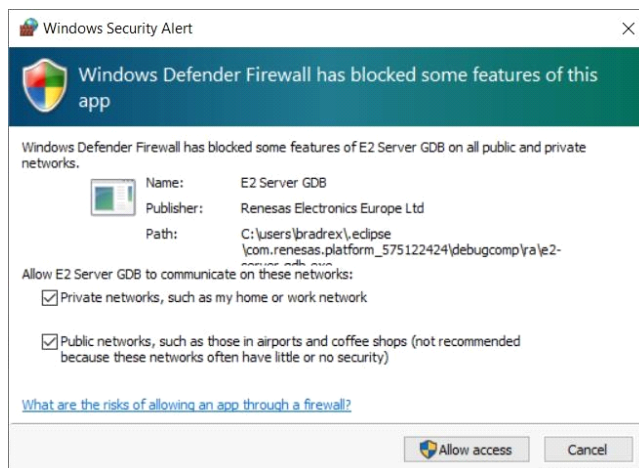 Windows Security Alert
Windows Defender Firewall has blocked some features of this
app
Windows Defender Firewall has blocked some features of E2 Server GDB on all public and private
networks.
Name: E2 Server GDB
Publisher: Renesas Electronics Europe Ltd
Path: C:\users\bradrex\.eclipse
\com.renesas.platform_575122424\debugcomp\ra\e2-
server-gdb.exe
Allow E2 Server GDB to communicate on these networks:
Private networks, such as my home or work network
Public networks, such as those in airports and coffee shops (not recommended
because these networks often have little or no security)
What are the risks of allowing an app through a firewall?
Allow access
Cancel